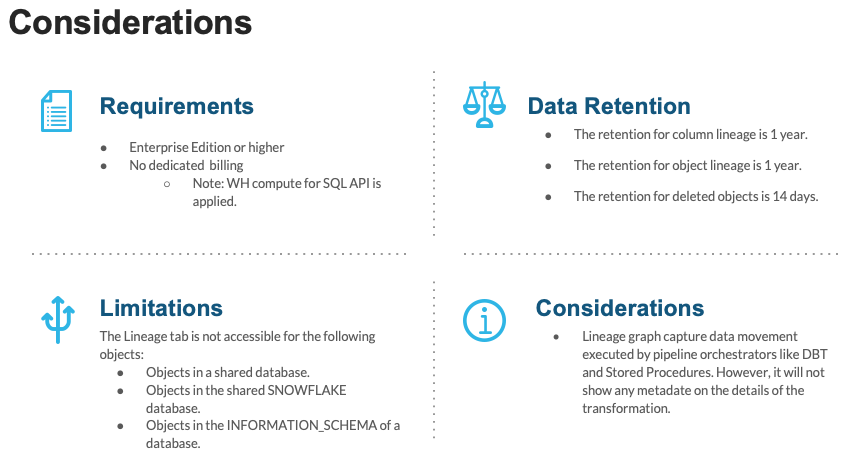 Considerations
Requirements
● Enterprise Edition or higher
● No dedicated billing
○ Note: WH compute for SQL API is
applied.
Data Retention
● The retention for column lineage is 1 year.
● The retention for object lineage is 1 year.
● The retention for deleted objects is 14 days.
Limitations
The Lineage tab is not accessible for the following
objects:
● Objects in a shared database.
● Objects in the shared SNOWFLAKE
database.
● Objects in the INFORMATION_SCHEMA of a
database.
Considerations
● Lineage graph capture data movement
executed by pipeline orchestrators like DBT
and Stored Procedures. However, it will not
show any metadate on the details of the
transformation.